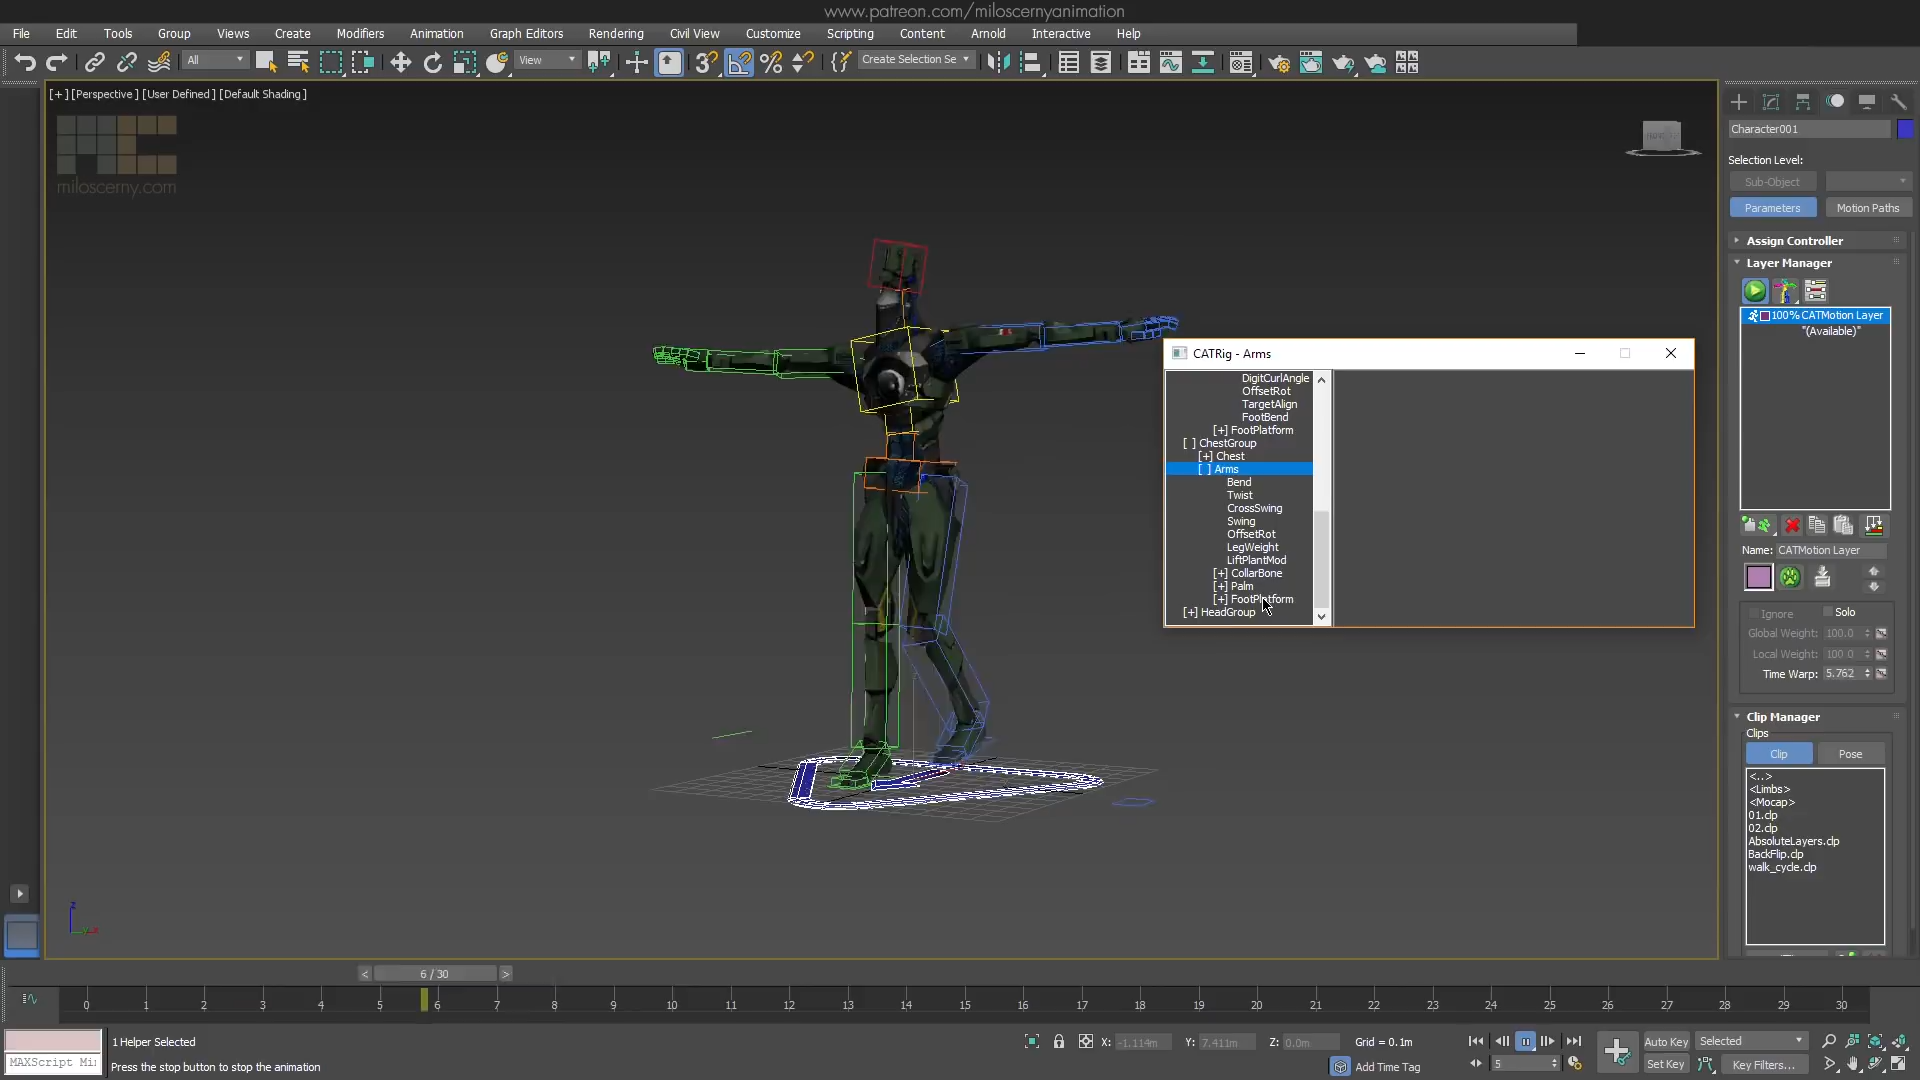 www.patreon.com/miloscernyanimation
File Edit Tools Group Views Create Modifiers Animation Graph Editors Rendering Civil View Customize Scripting Content Arnold Interactive Help
All View Create Selection Se
[+] [Perspective] [User Defined] [Default Shading]
miloscerny.com
Character001
Selection Level:
Sub-Object
Parameters Motion Paths
Assign Controller
Layer Manager
100% CATMotion Layer
"(Available)"
Name: CATMotion Layer
Ignore Solo
Global Weight: 100.0
Local Weight: 100.0
Time Warp: 5.762
Clip Manager
Clips
Clip Pose
<..>
<Limbs>
<Mocap>
01.clp
02.clp
AbsoluteLayers.clp
BackFlip.clp
walk_cycle.clp
CATRig - Arms
DigitCurlAngle
OffsetRot
TargetAlign
FootBend
[+] FootPlatform
[ ] ChestGroup
[+] Chest
[ ] Arms
Bend
Twist
CrossSwing
Swing
OffsetRot
LegWeight
LiftPlantMod
[+] CollarBone
[+] Palm
[+] FootPlatform
[+] HeadGroup
z
< 6 / 30 >
0 1 2 3 4 5 6 7 8 9 10 11 12 13 14 15 16 17 18 19 20 21 22 23 24 25 26 27 28 29 30
1 Helper Selected
X: -1.114m Y: 7.411m Z: 0.0m Grid = 0.1m
Auto Key Selected
MAXScript Mi
Press the stop button to stop the animation
Add Time Tag
5
Set Key Key Filters...